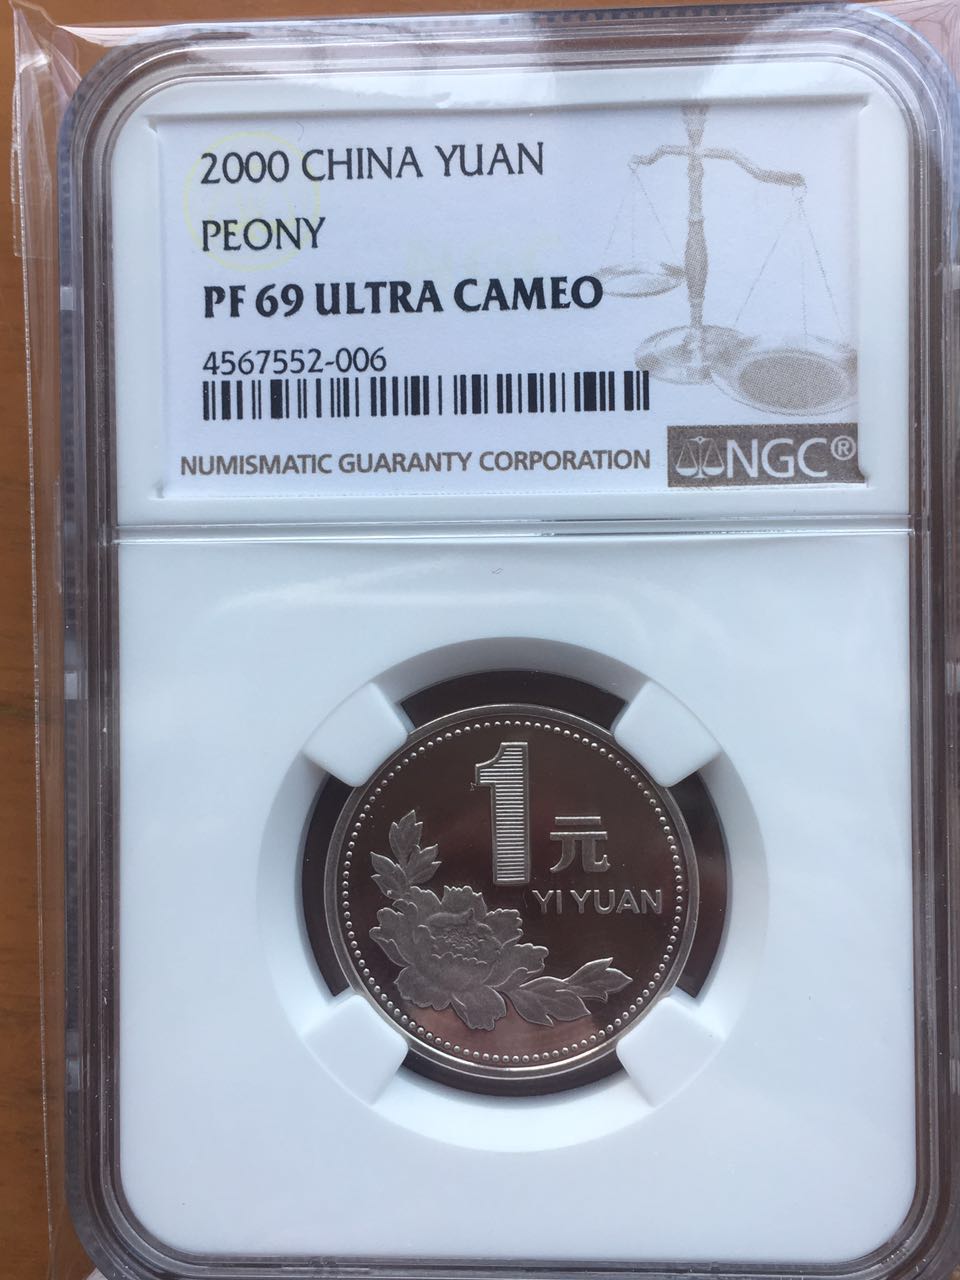 2000 CHINA YUAN
PEONY
PF 69 ULTRA CAMEO
4567552-006
NUMISMATIC GUARANTY CORPORATION
NGC®
1
元
YI YUAN